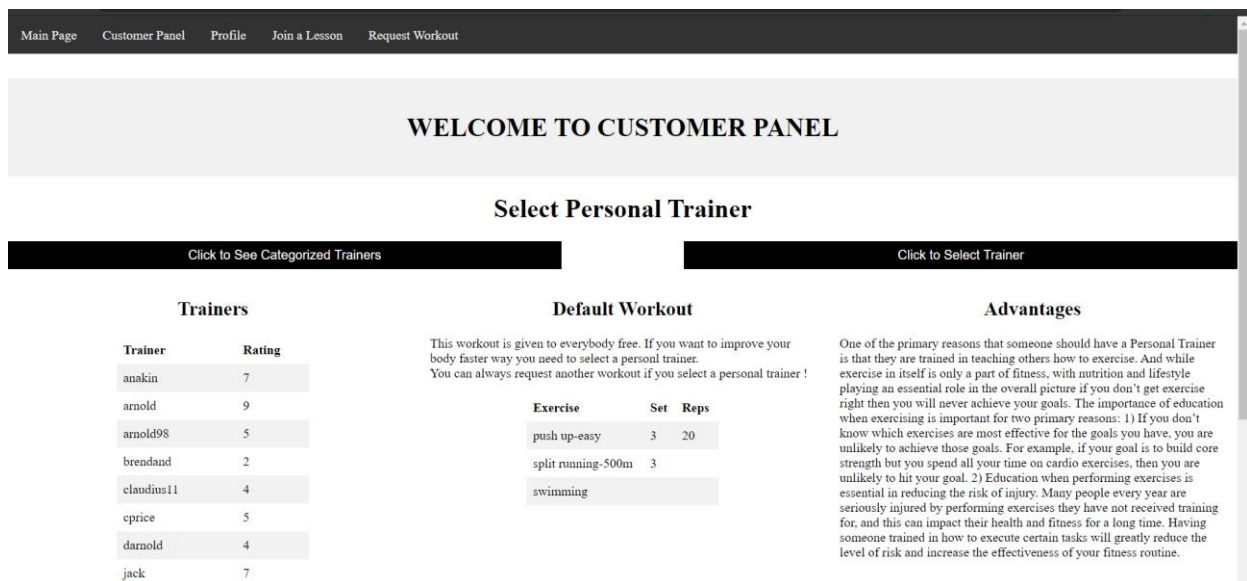 Main Page Customer Panel Profile Join a Lesson Request Workout
WELCOME TO CUSTOMER PANEL
Select Personal Trainer
Click to See Categorized Trainers
Click to Select Trainer
Trainers
Trainer Rating
anakin 7
arnold 9
arnold98 5
brendand 2
claudius11 4
cprice 5
darnold 4
jack 7
Default Workout
This workout is given to everybody free. If you want to improve your
body faster way you need to select a personl trainer.
You can always request another workout if you select a personal trainer !
Exercise Set Reps
push up-easy 3 20
split running-500m 3
swimming
Advantages
One of the primary reasons that someone should have a Personal Trainer
is that they are trained in teaching others how to exercise. And while
exercise in itself is only a part of fitness, with nutrition and lifestyle
playing an essential role in the overall picture if you don’t get exercise
right then you will never achieve your goals. The importance of education
when exercising is important for two primary reasons: 1) If you don’t
know which exercises are most effective for the goals you have, you are
unlikely to achieve those goals. For example, if your goal is to build core
strength but you spend all your time on cardio exercises, then you are
unlikely to hit your goal. 2) Education when performing exercises is
essential in reducing the risk of injury. Many people every year are
seriously injured by performing exercises they have not received training
for, and this can impact their health and fitness for a long time. Having
someone trained in how to execute certain tasks will greatly reduce the
level of risk and increase the effectiveness of your fitness routine.